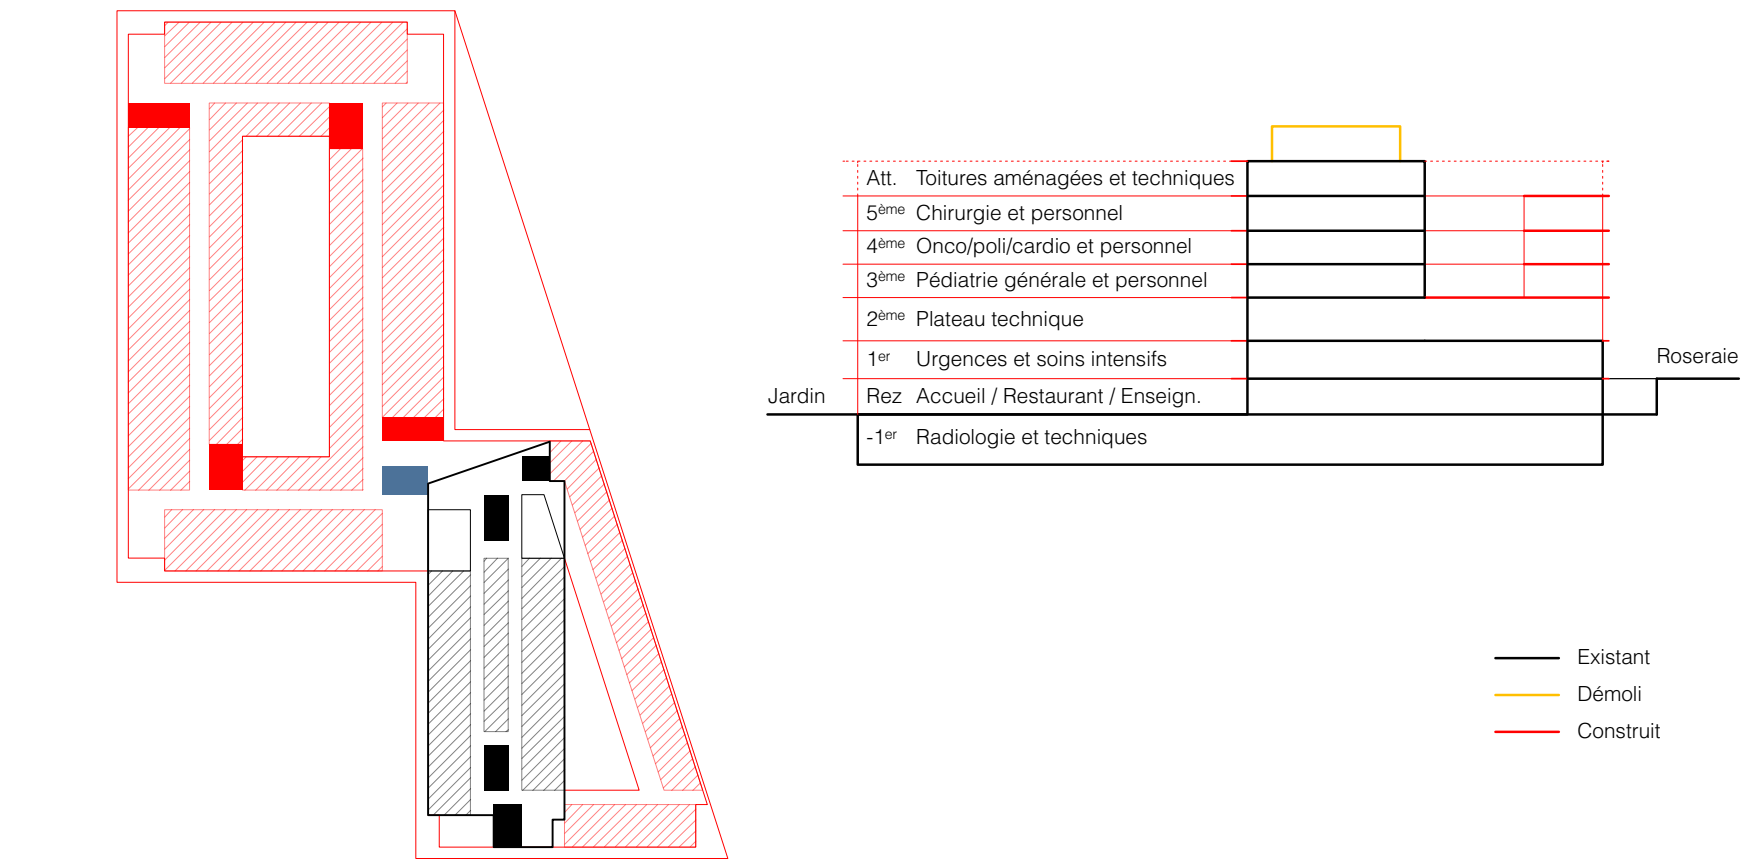 Att. Toitures aménagées et techniques
5ème Chirurgie et personnel
4ème Onco/poli/cardio et personnel
3ème Pédiatrie générale et personnel
2ème Plateau technique
1er Urgences et soins intensifs
Roseraie
Jardin
Rez Accueil / Restaurant / Enseign.
-1er Radiologie et techniques
Existant
Démoli
Construit